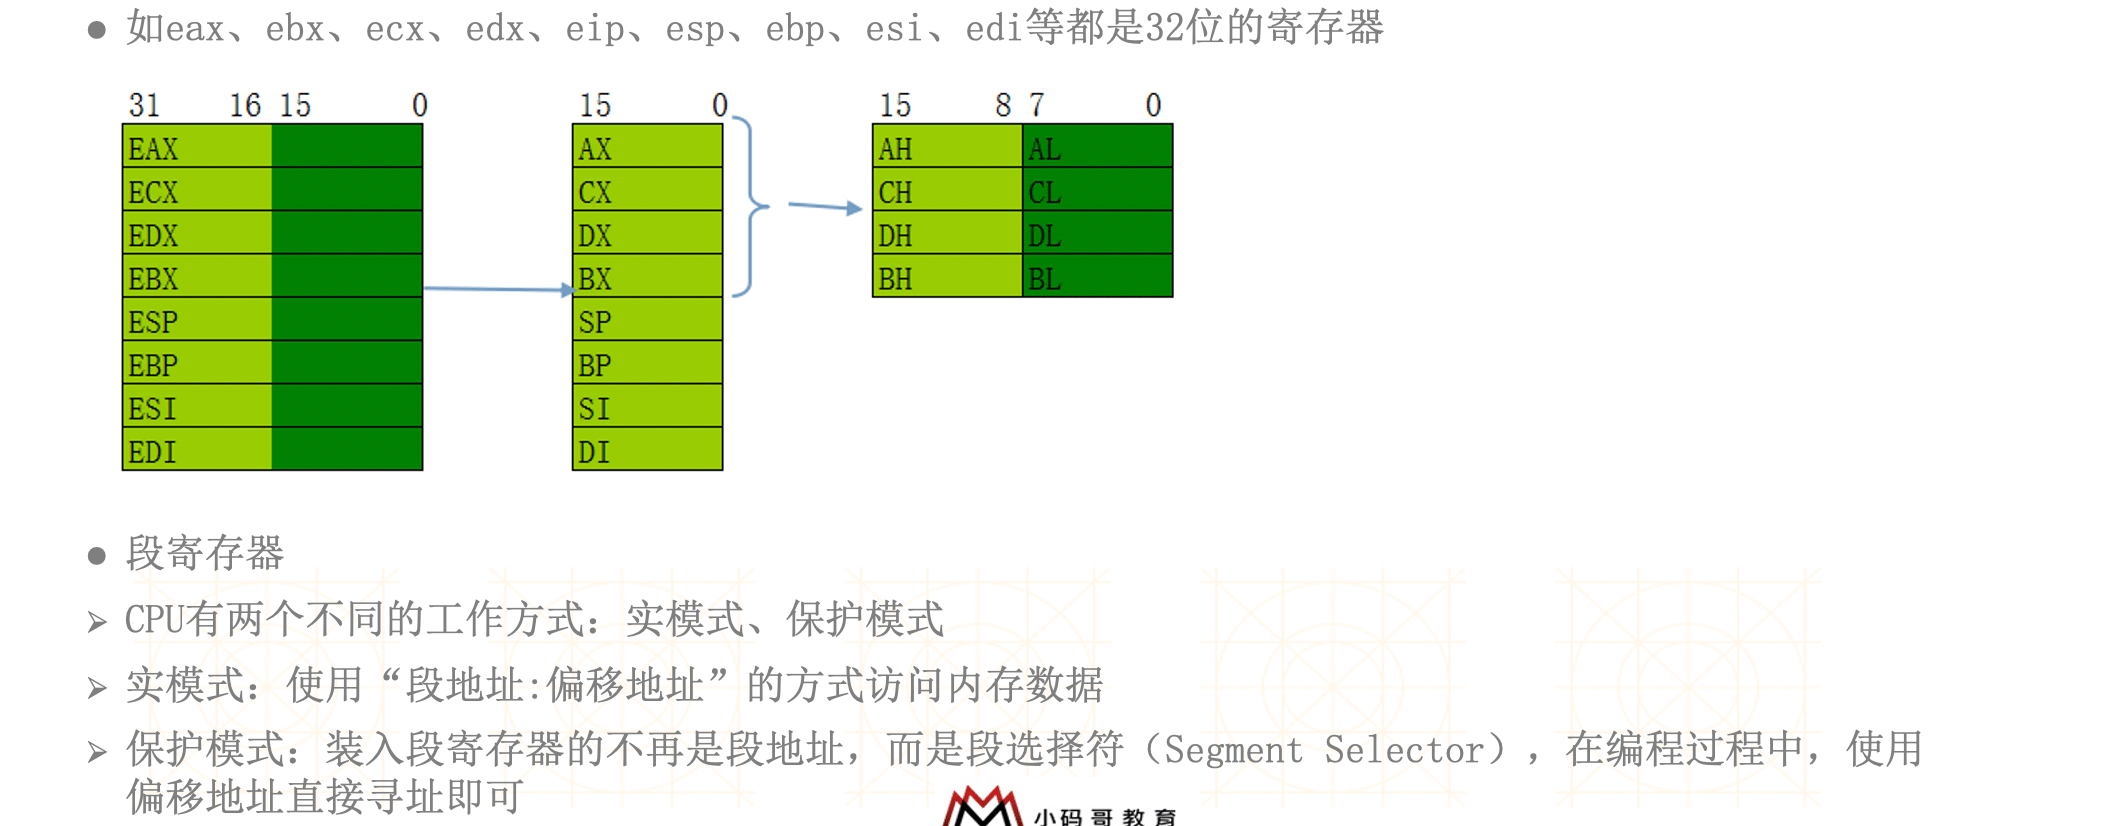 ● 如eax、ebx、ecx、edx、eip、esp、ebp、esi、edi等都是32位的寄存器
31 16 15 0 15 0 15 8 7 0
EAX AX AH AL
ECX CX CH CL
EDX DX DH DL
EBX BX BH BL
ESP SP
EBP BP
ESI SI
EDI DI
● 段寄存器
➢ CPU有两个不同的工作方式：实模式、保护模式
➢ 实模式：使用“段地址:偏移地址”的方式访问内存数据
➢ 保护模式：装入段寄存器的不再是段地址，而是段选择符（Segment Selector），在编程过程中，使用
偏移地址直接寻址即可
小码哥教育